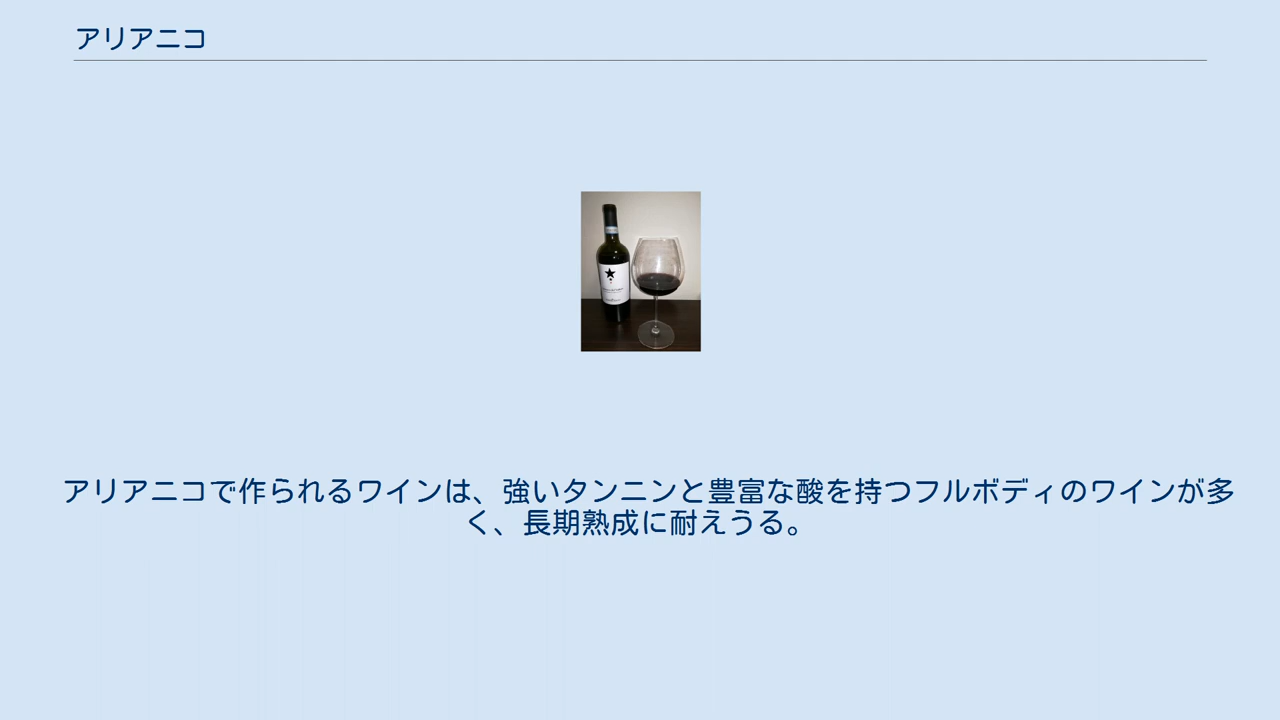 アリアニコ
アリアニコで作られるワインは、強いタンニンと豊富な酸を持つフルボディのワインが多
く、長期熟成に耐えうる。